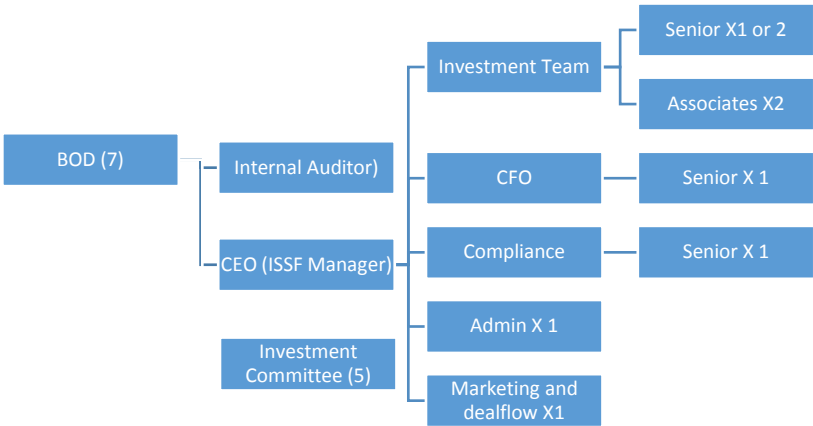 BOD (7)
Internal Auditor)
CEO (ISSF Manager)
Investment
Committee (5)
Investment Team
CFO
Compliance
Admin X 1
Marketing and
dealflow X1
Senior X1 or 2
Associates X2
Senior X 1
Senior X 1